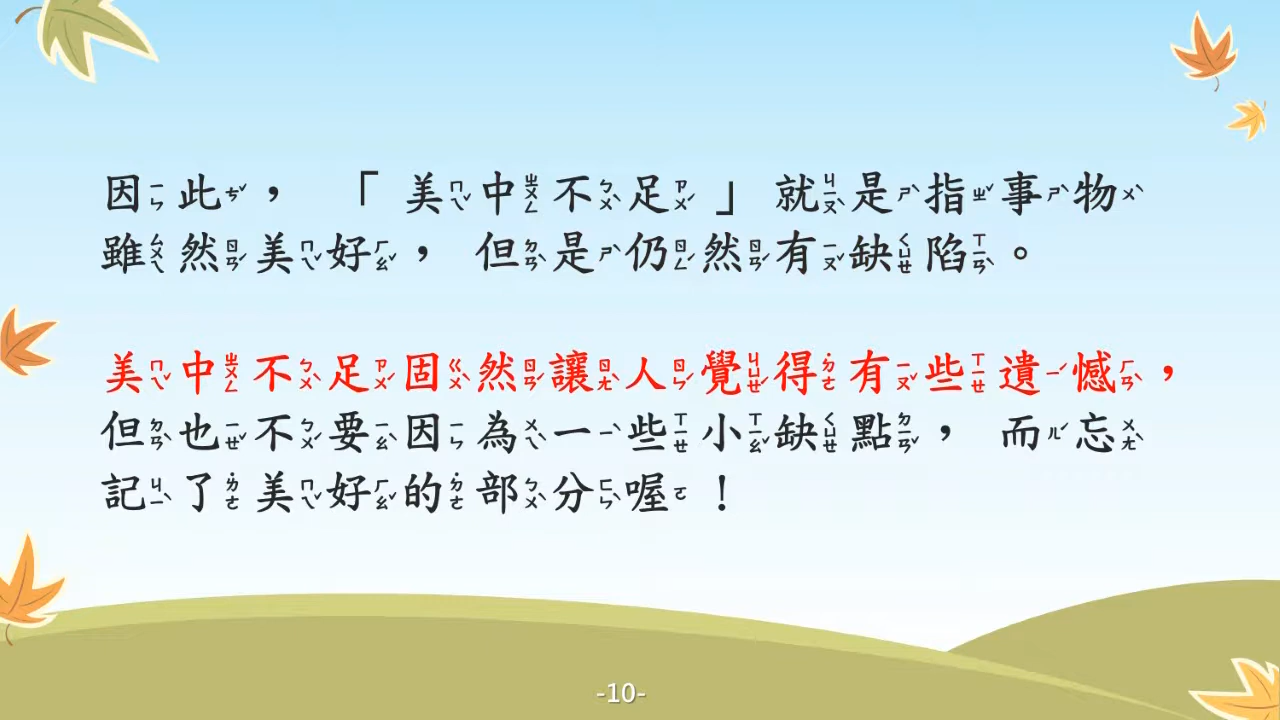 因此，「美中不足」就是指事物
雖然美好，但是仍然有缺陷。
美中不足固然讓人覺得有些遺憾，
但也不要因為一些小缺點，而忘
記了美好的部分喔！
-10-